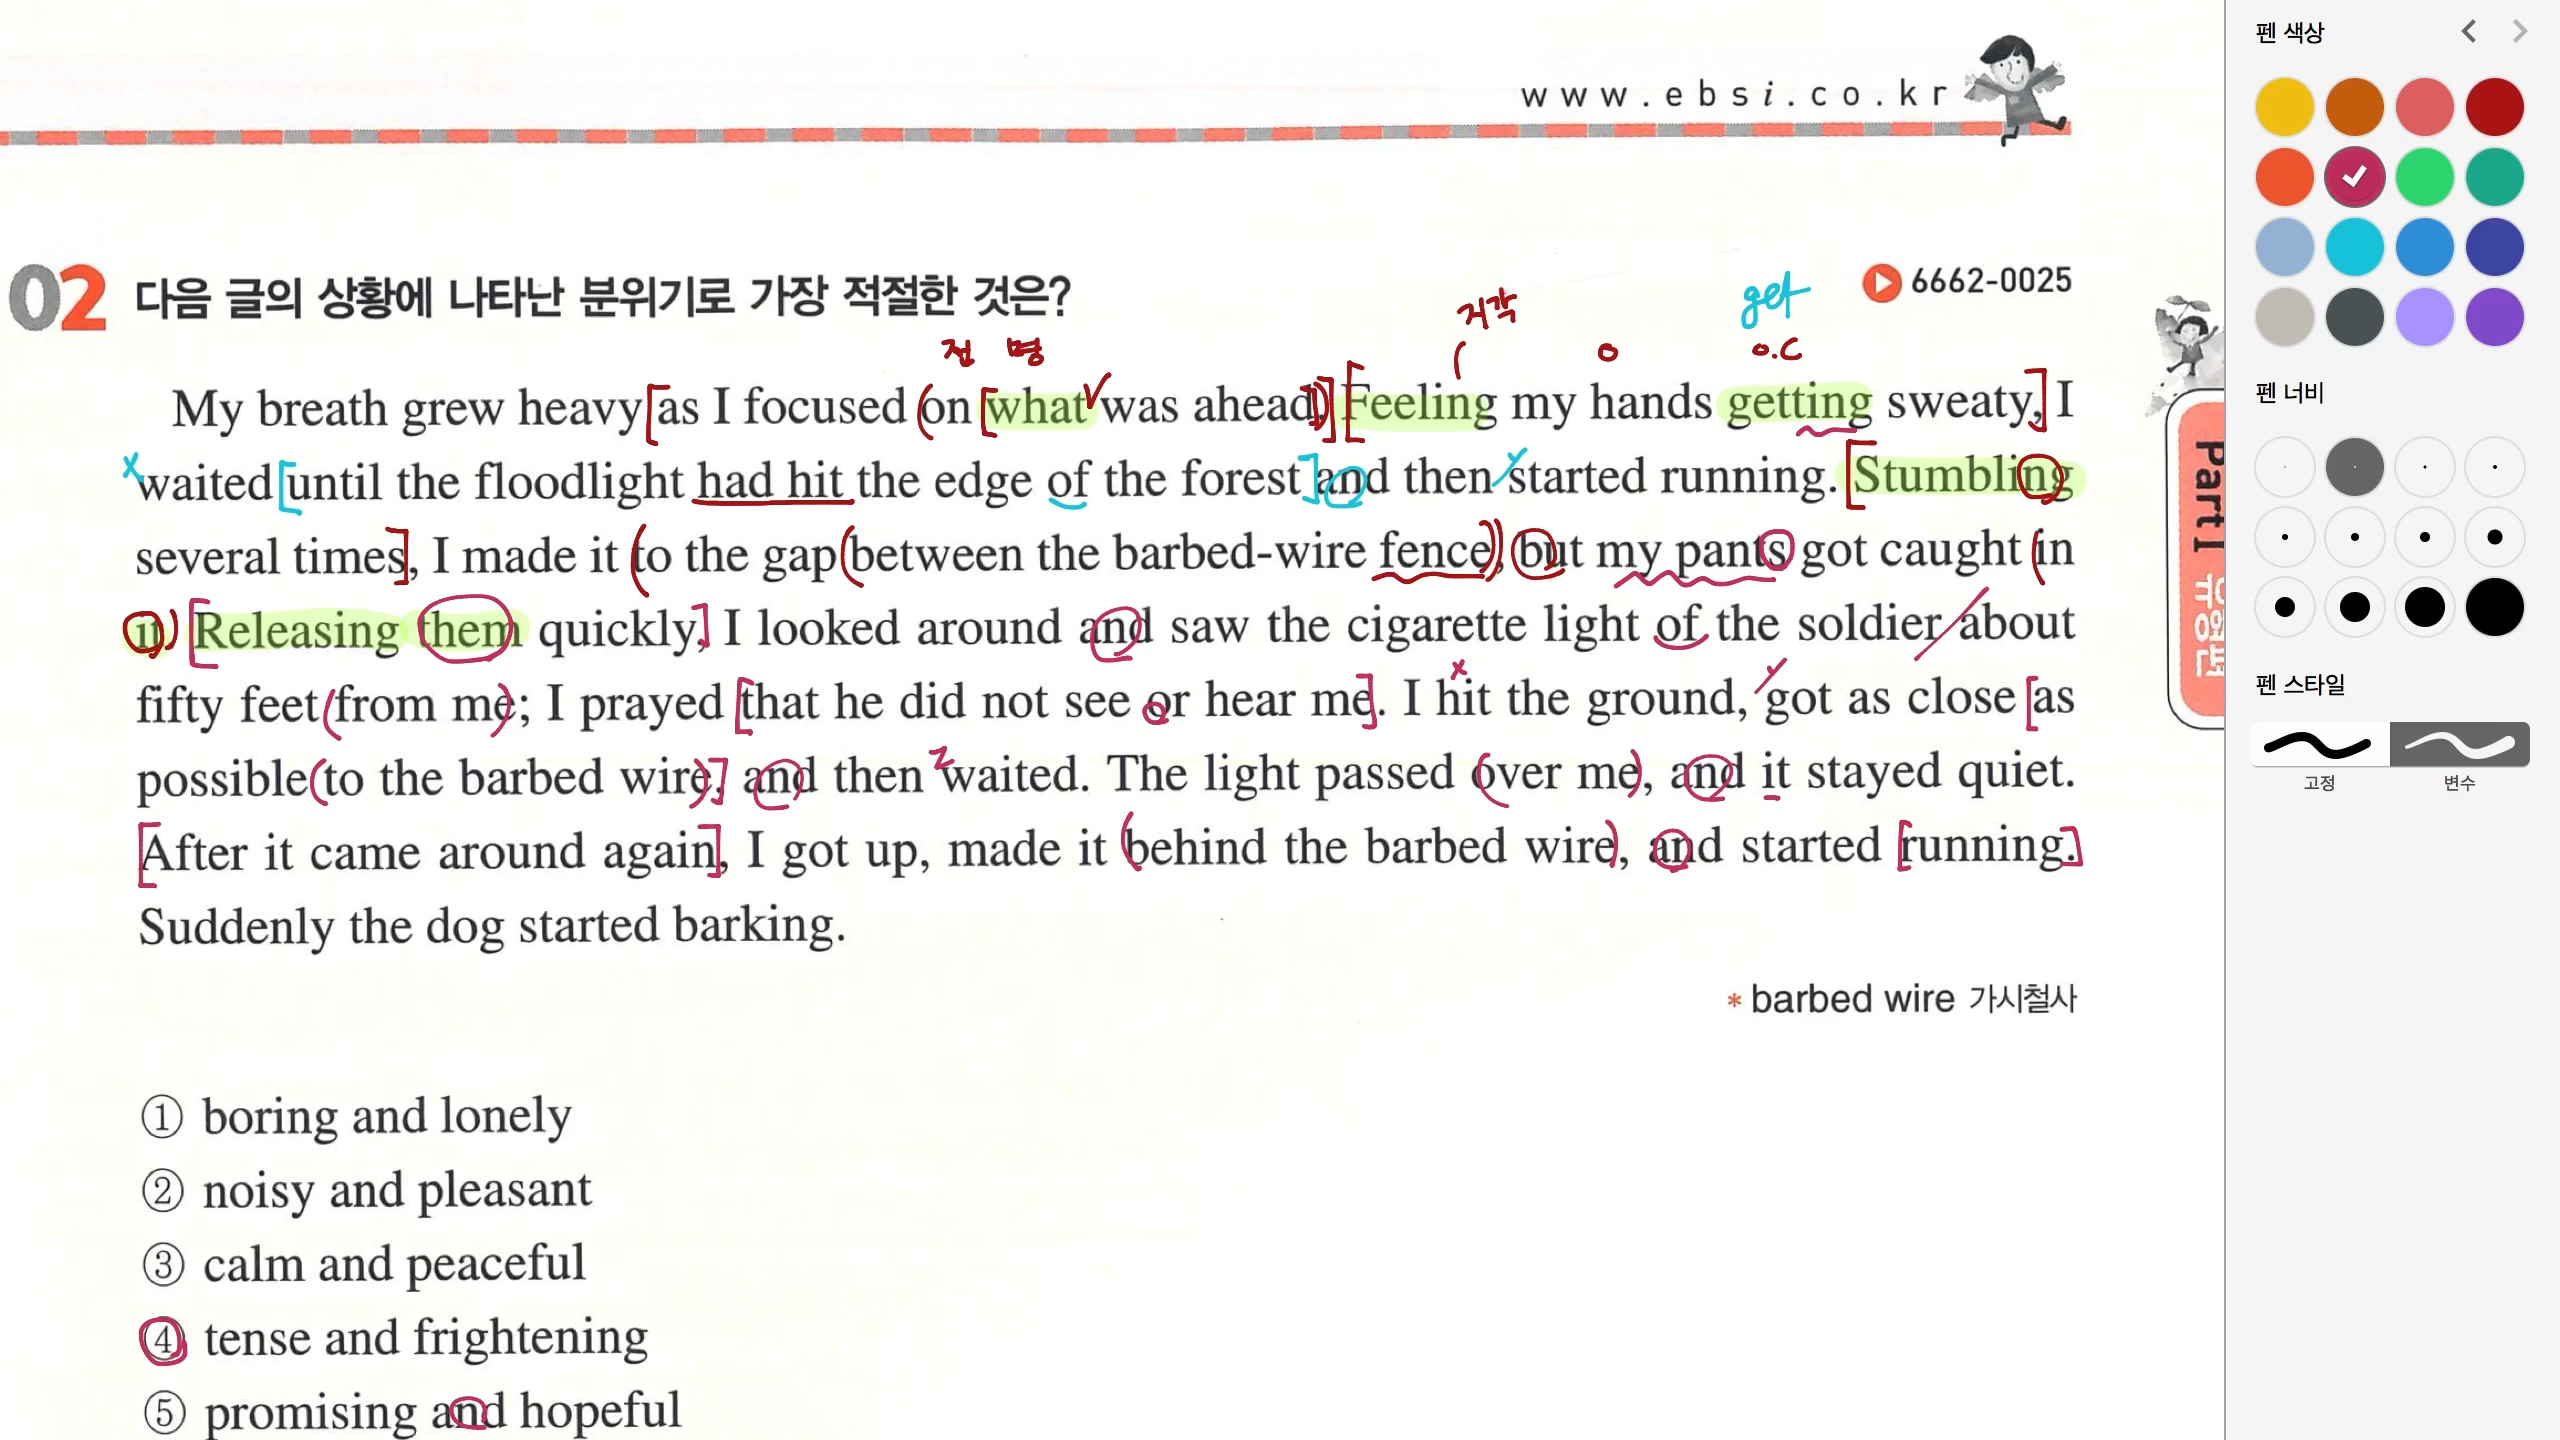 www.ebsi.co.kr
펜 색상
02 다음 글의 상황에 나타난 분위기로 가장 적절한 것은?
6662-0025
지각
get
전 명
( o o.c
My breath grew heavy[as I focused (on [what✓was ahead.)]] [Feeling my hands getting sweaty,] I
x waited [until the floodlight had hit the edge of the forest] and then y started running. [Stumbling
several times], I made it (to the gap (between the barbed-wire fence)), but my pants got caught (in
it.) [Releasing them quickly,] I looked around and saw the cigarette light of the soldier / about
x y
fifty feet (from me); I prayed [that he did not see or hear me]. I hit the ground, got as close [as
z
possible (to the barbed wire),] and then waited. The light passed (over me), and it stayed quiet.
[After it came around again], I got up, made it (behind the barbed wire), and started [running.]
Suddenly the dog started barking.
* barbed wire 가시철사
① boring and lonely
② noisy and pleasant
③ calm and peaceful
④ tense and frightening
⑤ promising and hopeful
Part I 유형편
펜 너비
펜 스타일
고정 변수